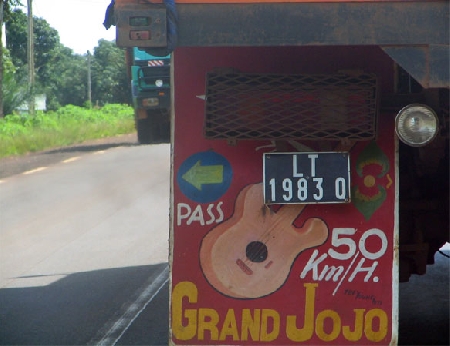 LT
1983 Q
PASS
50
Km/H.
GRAND JOJO